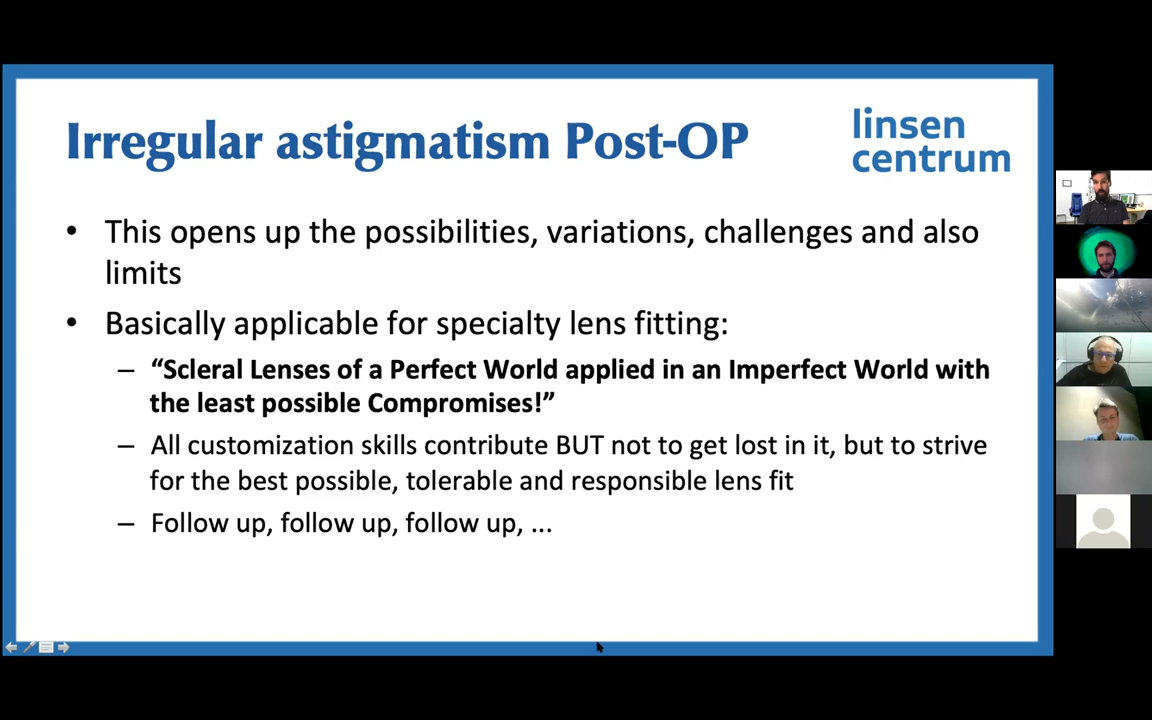 Irregular astigmatism Post-OP
linsen
centrum
• This opens up the possibilities, variations, challenges and also
limits
• Basically applicable for specialty lens fitting:
– “Scleral Lenses of a Perfect World applied in an Imperfect World with
the least possible Compromises!”
– All customization skills contribute BUT not to get lost in it, but to strive
for the best possible, tolerable and responsible lens fit
– Follow up, follow up, follow up, ...